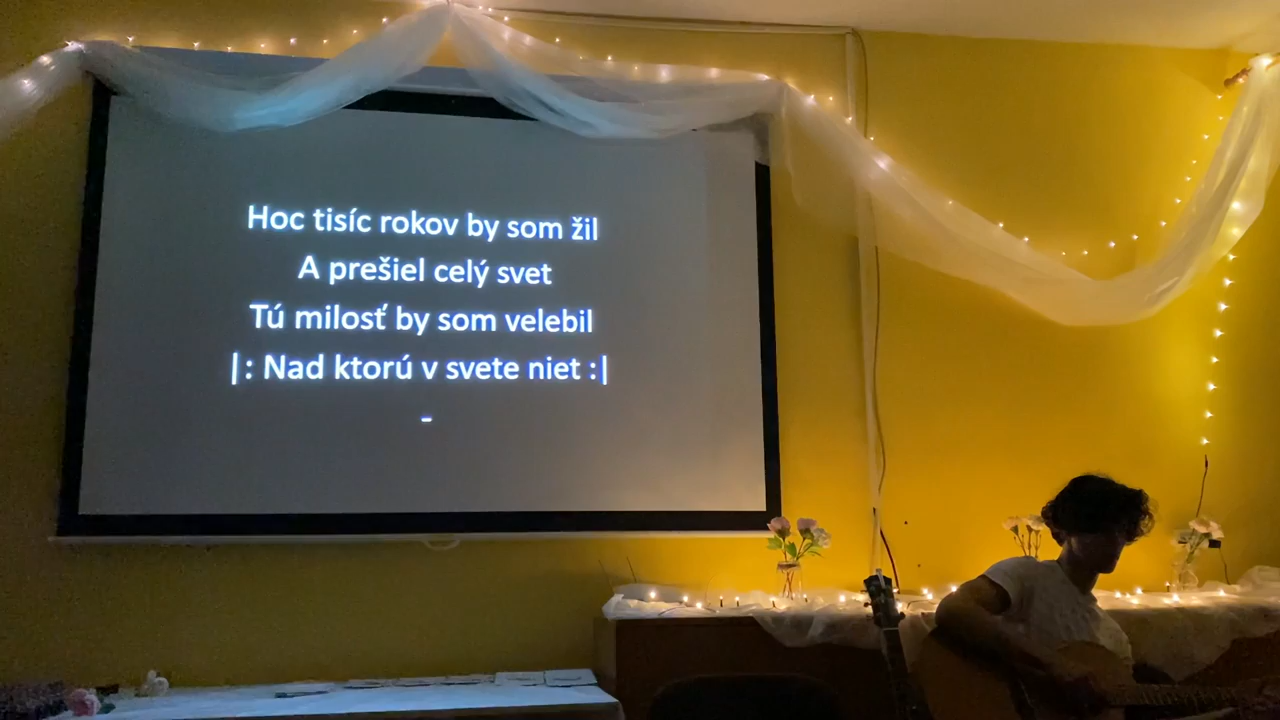 Hoc tisíc rokov by som žil
A prešiel celý svet
Tú milosť by som velebil
|: Nad ktorú v svete niet :|
-